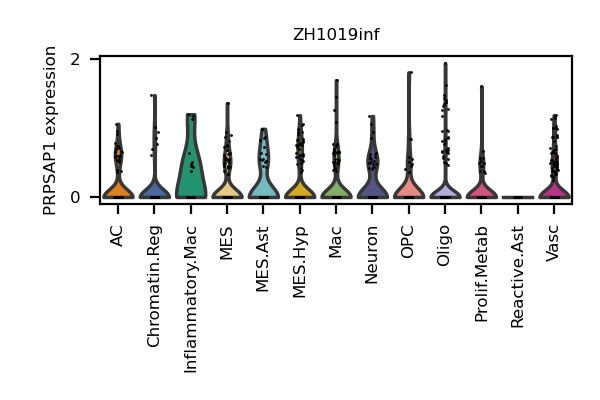 ZH1019inf
PRPSAP1 expression
2
0
AC
Chromatin.Reg
Inflammatory.Mac
MES
MES.Ast
MES.Hyp
Mac
Neuron
OPC
Oligo
Prolif.Metab
Reactive.Ast
Vasc